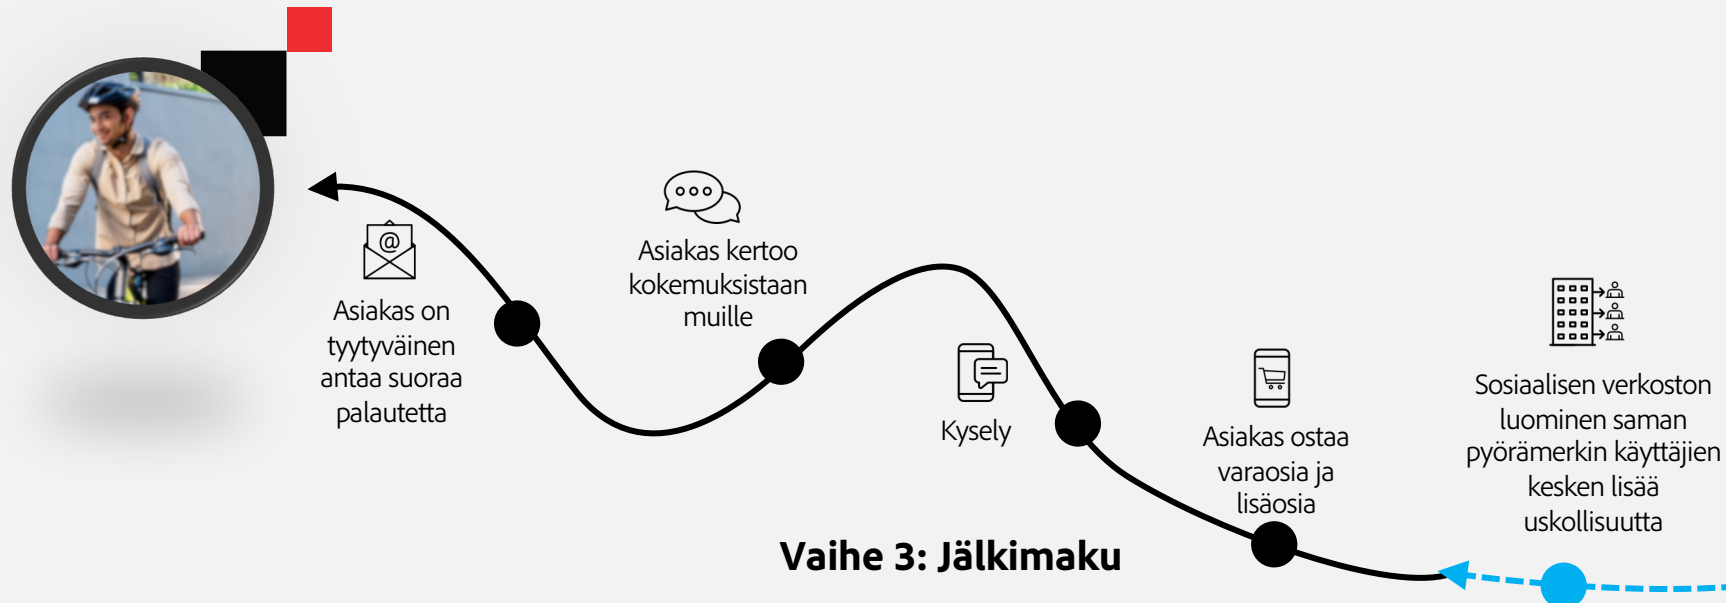 @
Asiakas on
tyytyväinen
antaa suoraa
palautetta
Asiakas kertoo
kokemuksistaan
muille
Kysely
Asiakas ostaa
varaosia ja
lisäosia
Sosiaalisen verkoston
luominen saman
pyörämerkin käyttäjien
kesken lisää
uskollisuutta
Vaihe 3: Jälkimaku